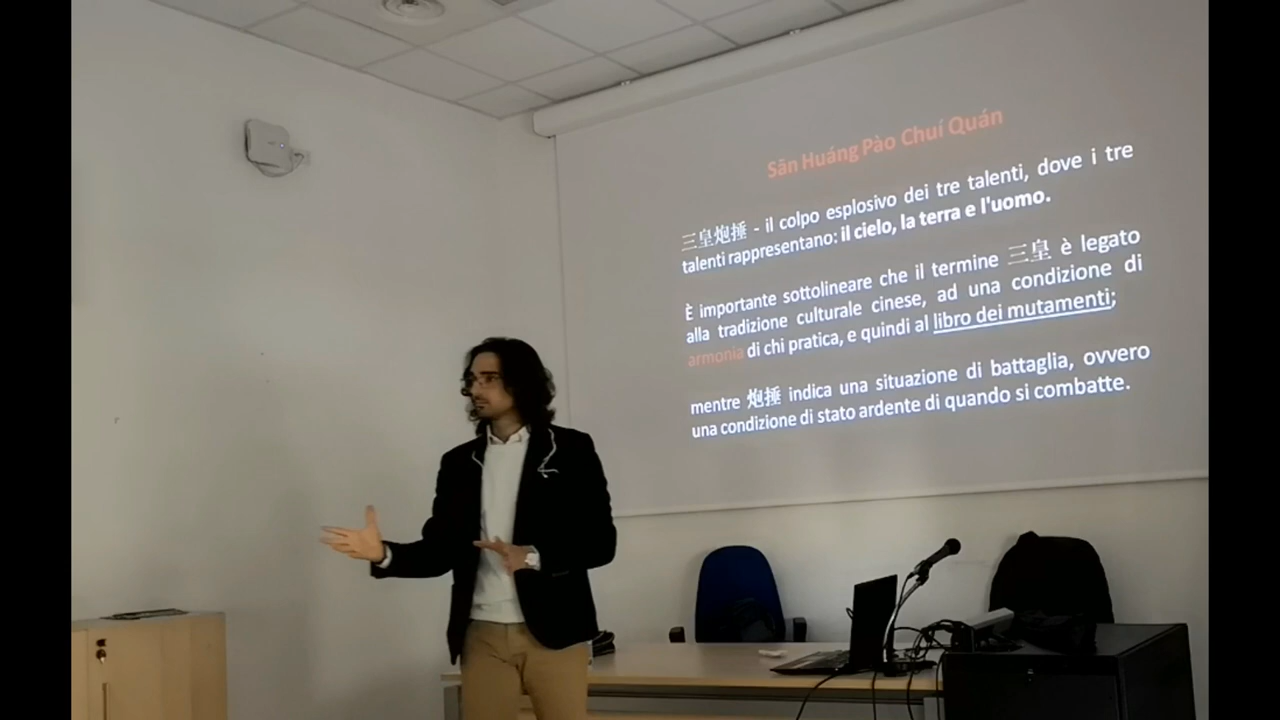 Sān Huáng Pào Chuí Quán
三皇炮捶 - il colpo esplosivo dei tre talenti, dove i tre
talenti rappresentano: il cielo, la terra e l'uomo.
È importante sottolineare che il termine 三皇 è legato
alla tradizione culturale cinese, ad una condizione di
armonia di chi pratica, e quindi al libro dei mutamenti;
mentre 炮捶 indica una situazione di battaglia, ovvero
una condizione di stato ardente di quando si combatte.